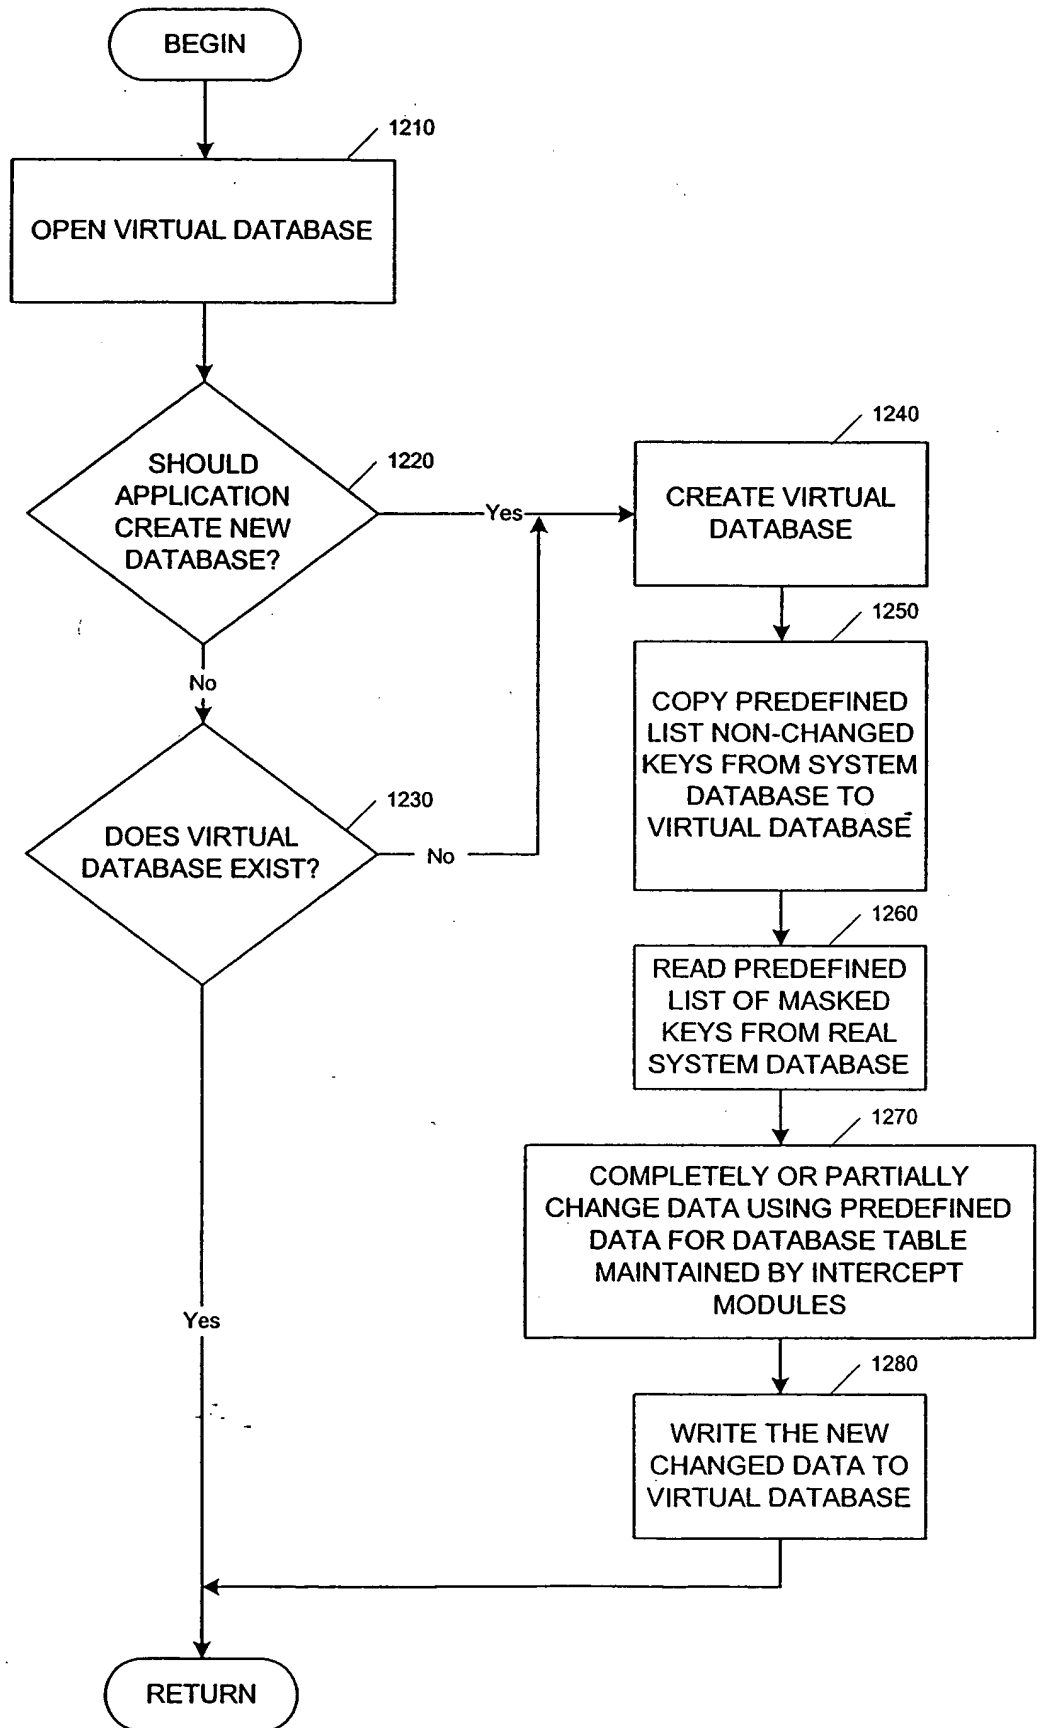 BEGIN
1210
OPEN VIRTUAL DATABASE
SHOULD
APPLICATION
CREATE NEW
DATABASE?
1220
Yes
No
DOES VIRTUAL
DATABASE EXIST?
1230
No
Yes
1240
CREATE VIRTUAL
DATABASE
1250
COPY PREDEFINED
LIST NON-CHANGED
KEYS FROM SYSTEM
DATABASE TO
VIRTUAL DATABASE
1260
READ PREDEFINED
LIST OF MASKED
KEYS FROM REAL
SYSTEM DATABASE
1270
COMPLETELY OR PARTIALLY
CHANGE DATA USING PREDEFINED
DATA FOR DATABASE TABLE
MAINTAINED BY INTERCEPT
MODULES
1280
WRITE THE NEW
CHANGED DATA TO
VIRTUAL DATABASE
RETURN